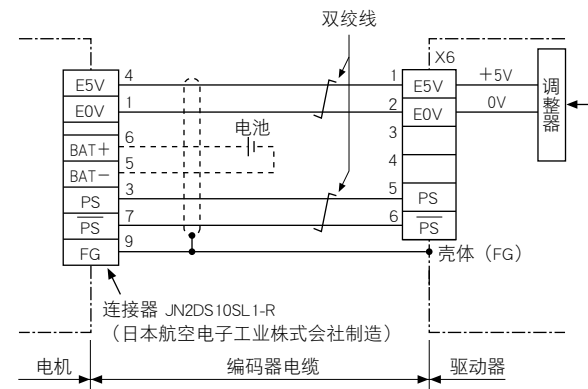 双绞线
X6
E5V 4 1 E5V +5V
E0V 1 2 E0V 0V
调整器
3
BAT+ 6 电池
4
BAT− 5
PS 3 5 PS
P̅S̅ 7 6 P̅S̅
FG 9 壳体（FG）
连接器 JN2DS10SL1-R
（日本航空电子工业株式会社制造）
电机 编码器电缆 驱动器